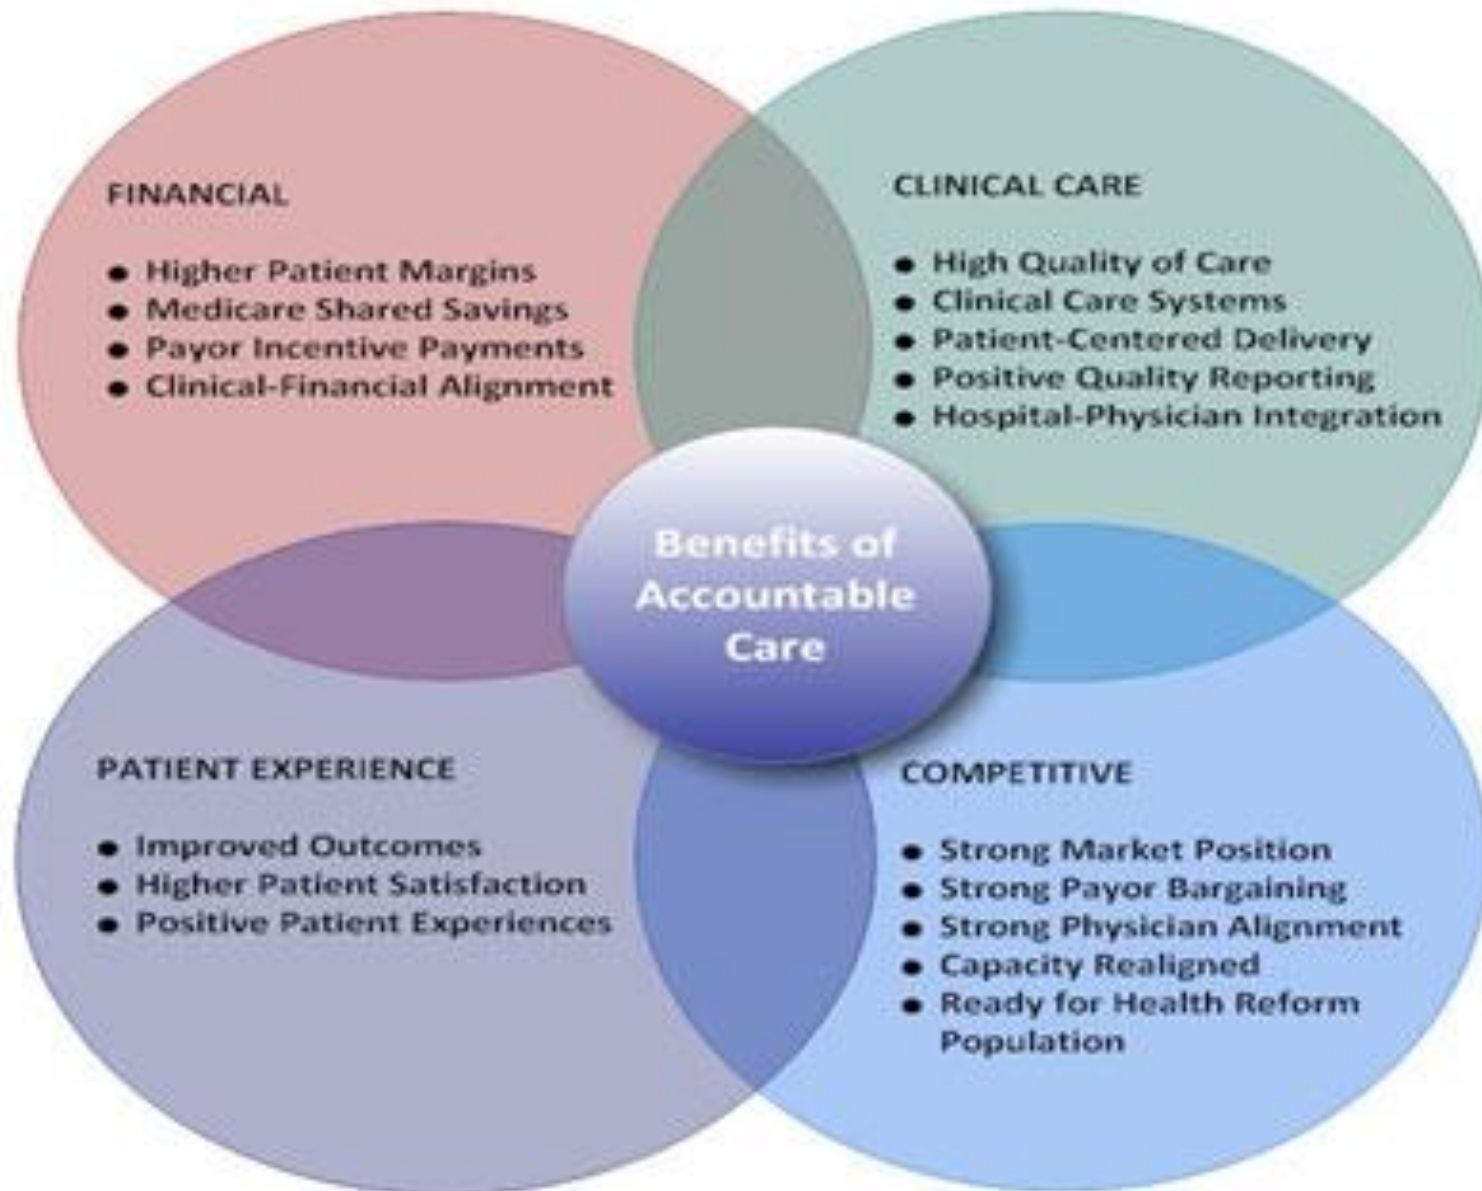 FINANCIAL
● Higher Patient Margins
● Medicare Shared Savings
● Payor Incentive Payments
● Clinical-Financial Alignment
CLINICAL CARE
● High Quality of Care
● Clinical Care Systems
● Patient-Centered Delivery
● Positive Quality Reporting
● Hospital-Physician Integration
Benefits of
Accountable
Care
PATIENT EXPERIENCE
● Improved Outcomes
● Higher Patient Satisfaction
● Positive Patient Experiences
COMPETITIVE
● Strong Market Position
● Strong Payor Bargaining
● Strong Physician Alignment
● Capacity Realigned
● Ready for Health Reform
Population